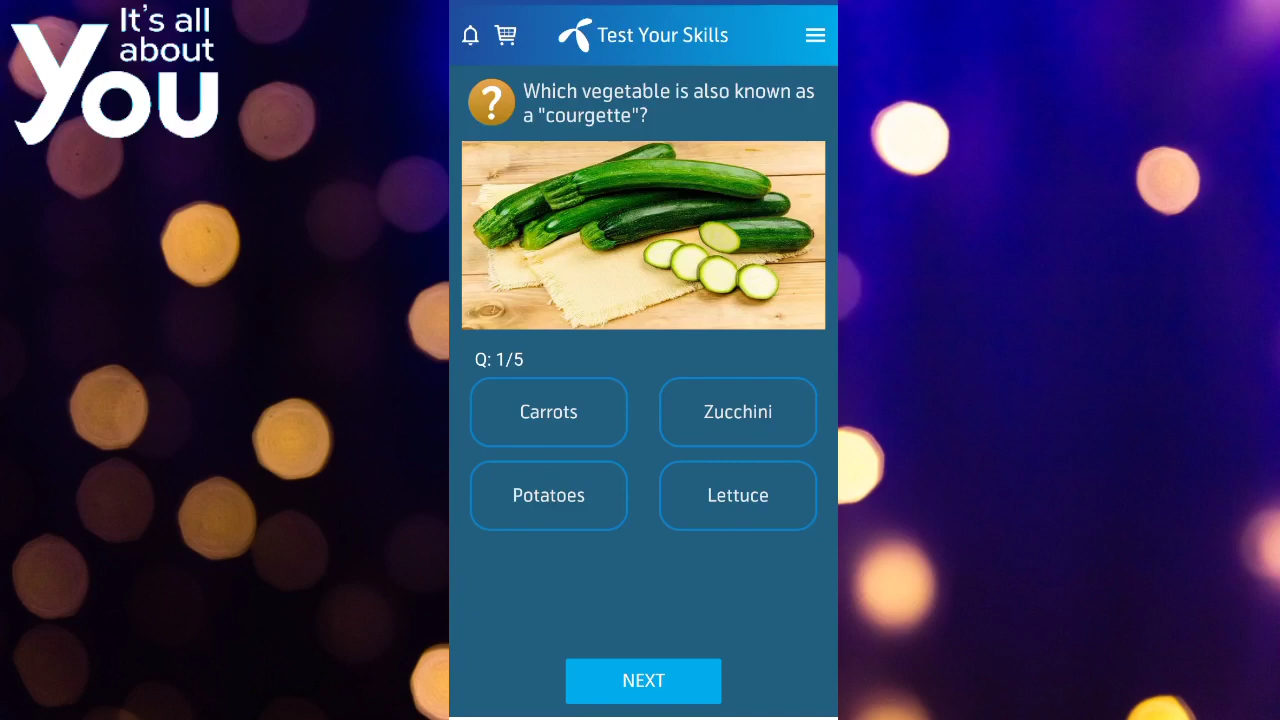 It's all
about
You
Test Your Skills
?
Which vegetable is also known as
a "courgette"?
Q: 1/5
Carrots
Zucchini
Potatoes
Lettuce
NEXT